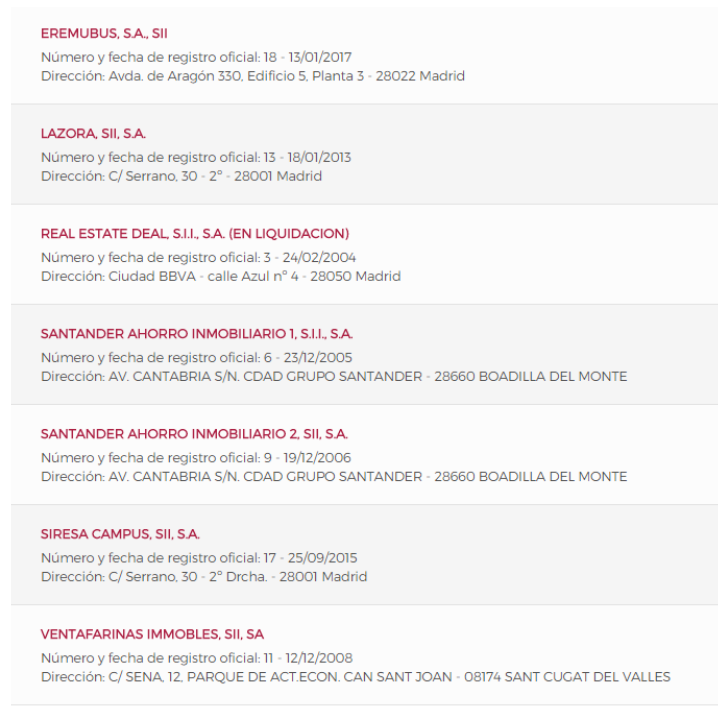 EREMUBUS, S.A., SII
Número y fecha de registro oficial: 18 - 13/01/2017
Dirección: Avda. de Aragón 330, Edificio 5, Planta 3 - 28022 Madrid
LAZORA, SII, S.A.
Número y fecha de registro oficial: 13 - 18/01/2013
Dirección: C/ Serrano, 30 - 2º - 28001 Madrid
REAL ESTATE DEAL, S.I.I., S.A. (EN LIQUIDACION)
Número y fecha de registro oficial: 3 - 24/02/2004
Dirección: Ciudad BBVA - calle Azul nº 4 - 28050 Madrid
SANTANDER AHORRO INMOBILIARIO 1, S.I.I., S.A.
Número y fecha de registro oficial: 6 - 23/12/2005
Dirección: AV. CANTABRIA S/N. CDAD GRUPO SANTANDER - 28660 BOADILLA DEL MONTE
SANTANDER AHORRO INMOBILIARIO 2, SII, S.A.
Número y fecha de registro oficial: 9 - 19/12/2006
Dirección: AV. CANTABRIA S/N. CDAD GRUPO SANTANDER - 28660 BOADILLA DEL MONTE
SIRESA CAMPUS, SII, S.A.
Número y fecha de registro oficial: 17 - 25/09/2015
Dirección: C/ Serrano, 30 - 2º Drcha. - 28001 Madrid
VENTAFARINAS IMMOBLES, SII, SA
Número y fecha de registro oficial: 11 - 12/12/2008
Dirección: C/ SENA, 12, PARQUE DE ACT.ECON. CAN SANT JOAN - 08174 SANT CUGAT DEL VALLES